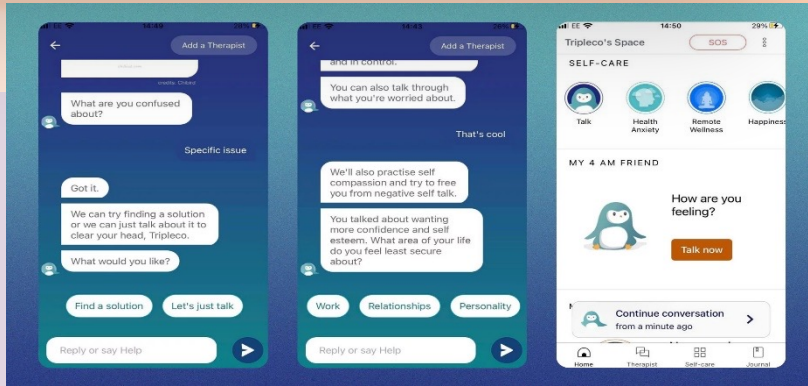 EE 14:49 29%
Add a Therapist
What are you confused
about?
Specific issue
Got it.
We can try finding a solution
or we can just talk about it to
clear your head, Tripleco.
What would you like?
Find a solution
Let's just talk
Reply or say Help
EE 14:43
Add a Therapist
and in control.
You can also talk through
what you're worried about.
That's cool
We'll also practise self
compassion and try to free
you from negative self talk.
You talked about wanting
more confidence and self
esteem. What area of your life
do you feel least secure
about?
Work
Relationships
Personality
Reply or say Help
EE 14:50 29%
Tripleco's Space
SOS
SELF-CARE
Talk
Health
Anxiety
Remote
Wellness
Happiness
MY 4 AM FRIEND
How are you
feeling?
Talk now
Continue conversation
from a minute ago
Home
Therapist
Self-care
Journal